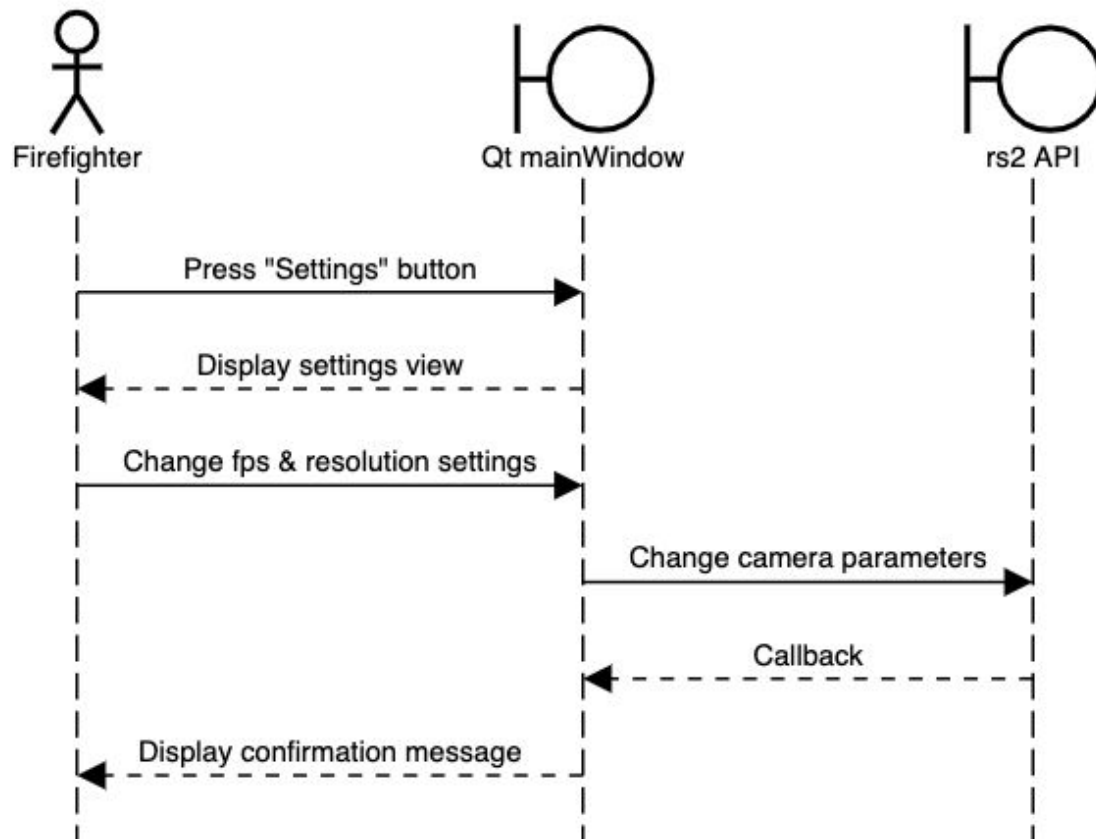 Firefighter
Qt mainWindow
rs2 API
Press "Settings" button
Display settings view
Change fps & resolution settings
Change camera parameters
Callback
Display confirmation message